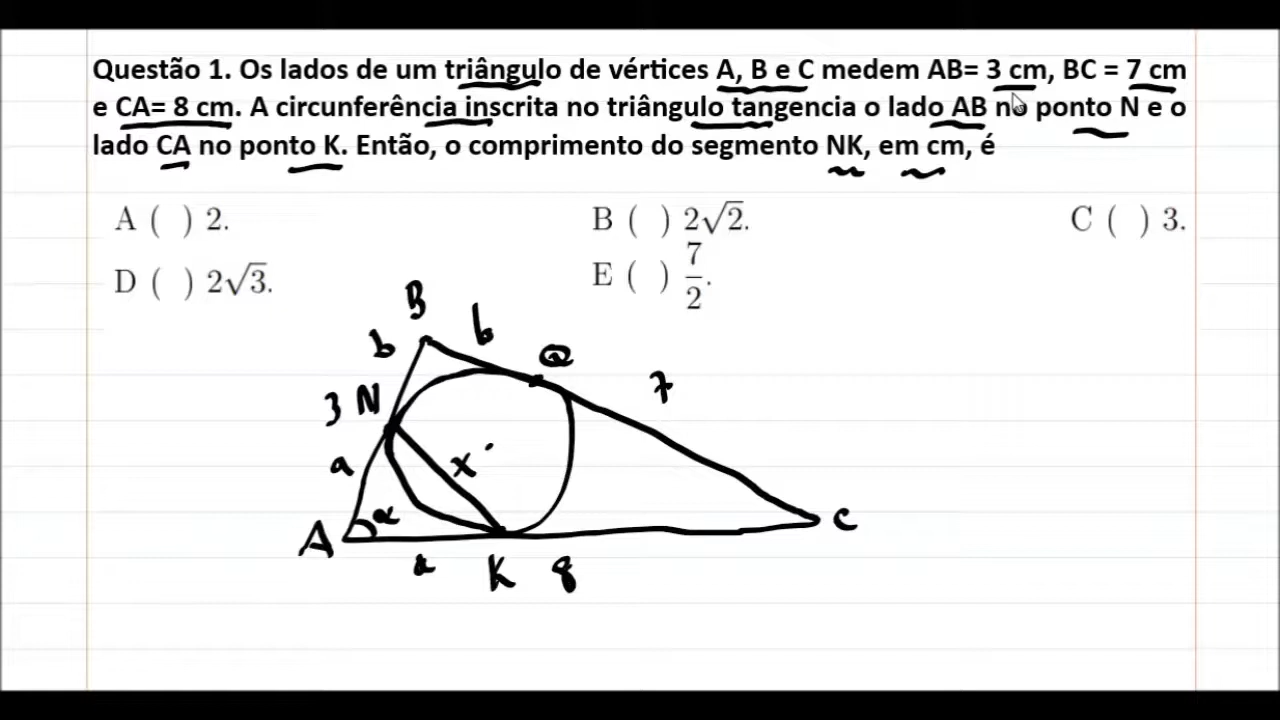 Questão 1. Os lados de um triângulo de vértices A, B e C medem AB= 3 cm, BC = 7 cm
e CA= 8 cm. A circunferência inscrita no triângulo tangencia o lado AB no ponto N e o
lado CA no ponto K. Então, o comprimento do segmento NK, em cm, é
A ( ) 2. B ( ) 2√2. C ( ) 3.
D ( ) 2√3. E ( ) 7/2.
B
b b
Q
3 N 7
a x
A α C
a K 8